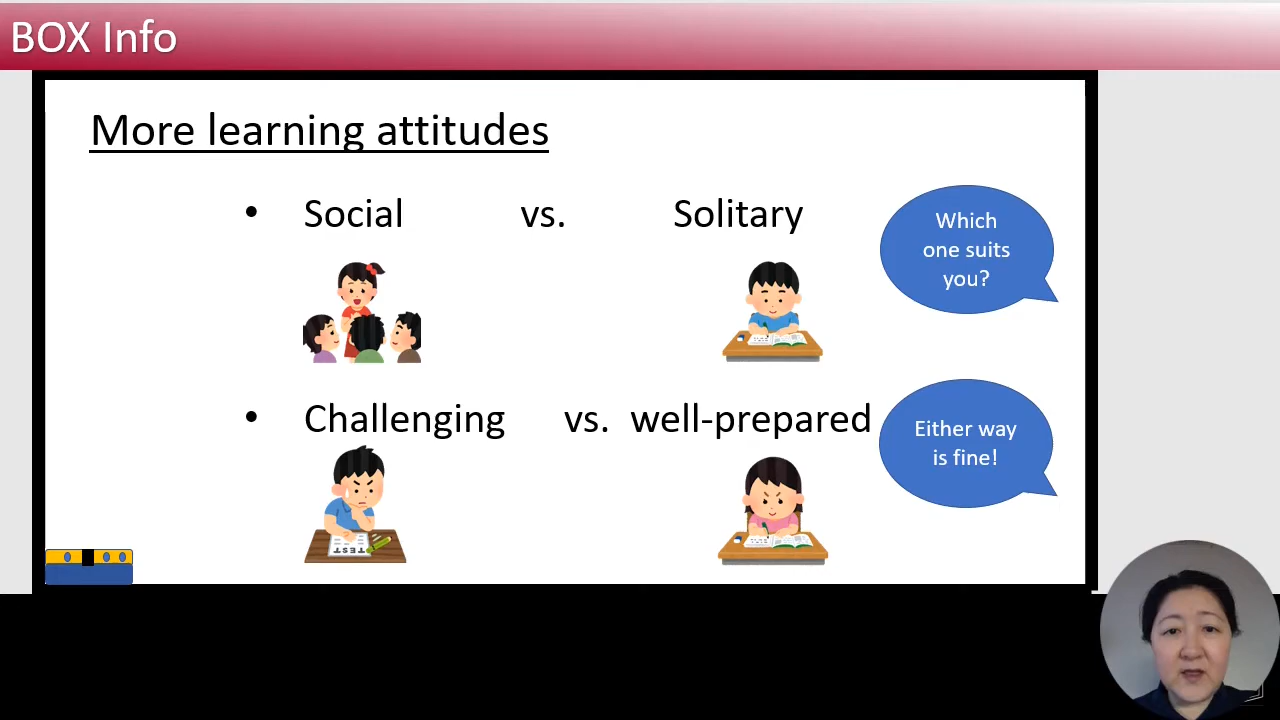 BOX Info
More learning attitudes
• Social vs. Solitary
Which
one suits
you?
• Challenging vs. well-prepared
Either way
is fine!
TEST